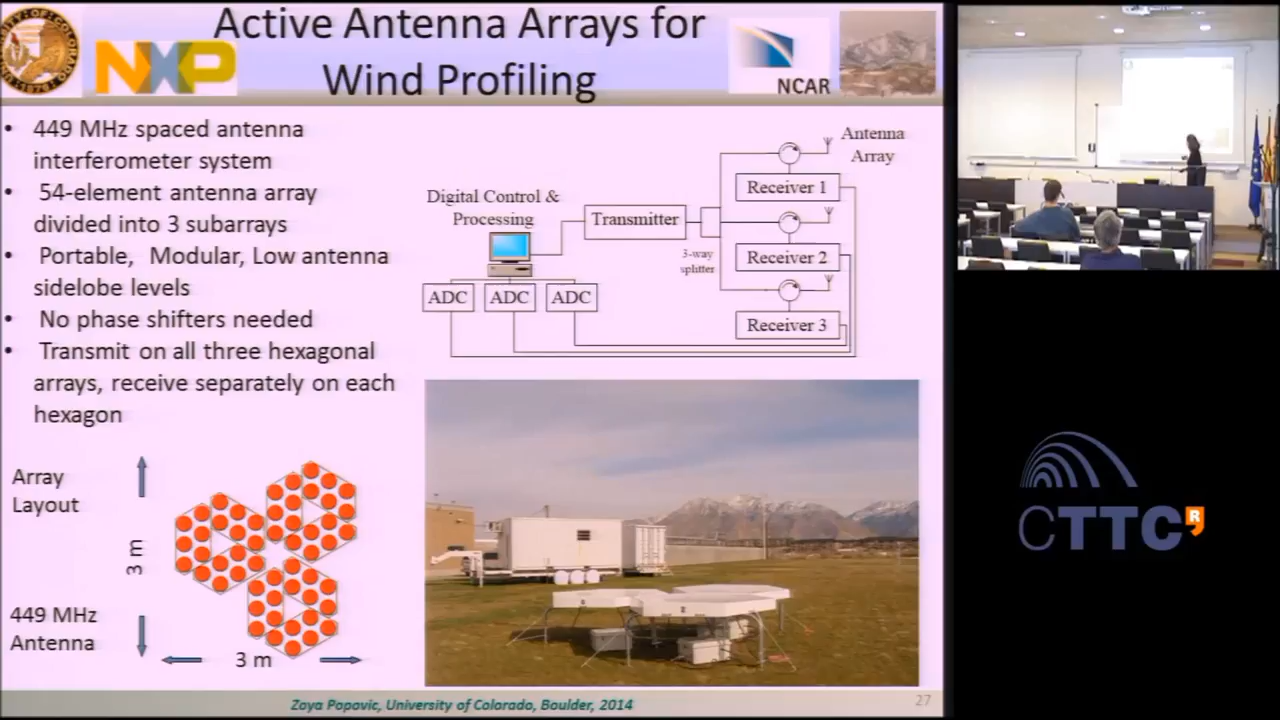 Active Antenna Arrays for
Wind Profiling
NXP
NCAR
• 449 MHz spaced antenna
interferometer system
• 54-element antenna array
divided into 3 subarrays
• Portable, Modular, Low antenna
sidelobe levels
• No phase shifters needed
• Transmit on all three hexagonal
arrays, receive separately on each
hexagon
Digital Control &
Processing
Transmitter
3-way
splitter
Antenna
Array
Receiver 1
Receiver 2
Receiver 3
ADC ADC ADC
Array
Layout
3 m
449 MHz
Antenna
3 m
Zoya Popovic, University of Colorado, Boulder, 2014
27
CTTC R